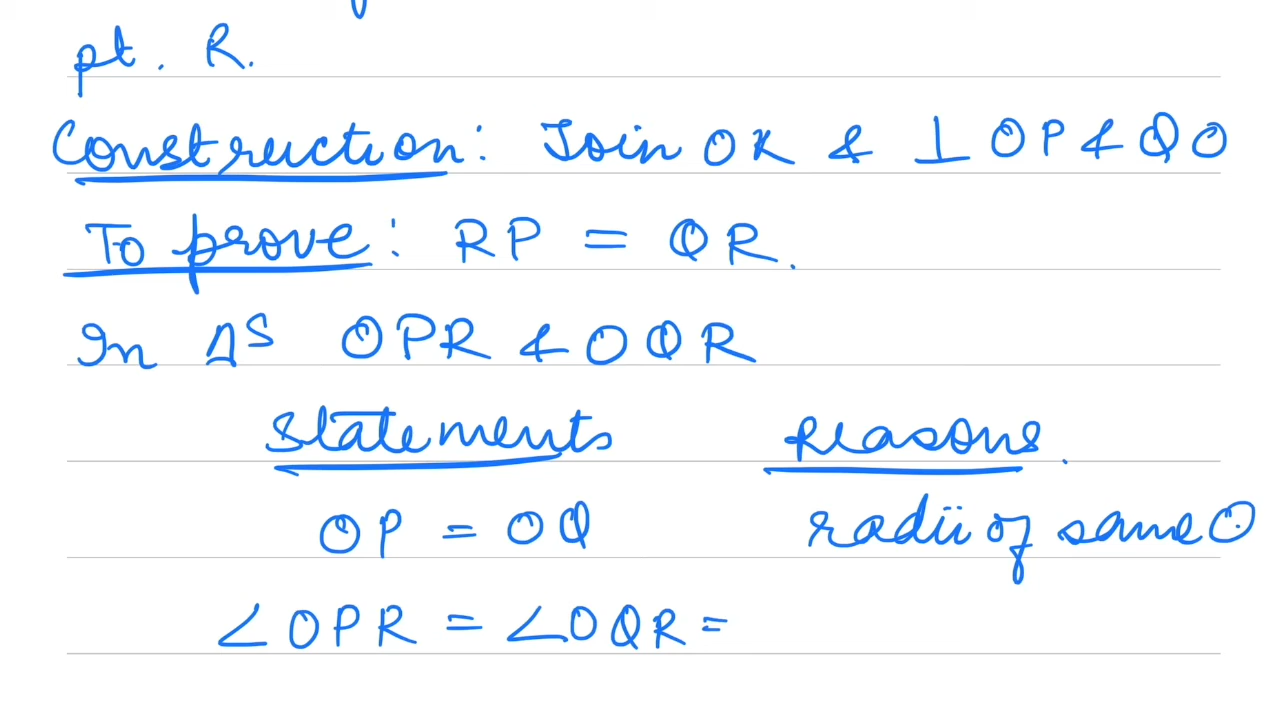 pt. R.
Construction: Join OR & ⊥ OP & QO
To prove: RP = QR.
In Δs OPR & OQR
Statements Reasons.
OP = OQ radii of same ⊙
∠OPR = ∠OQR =